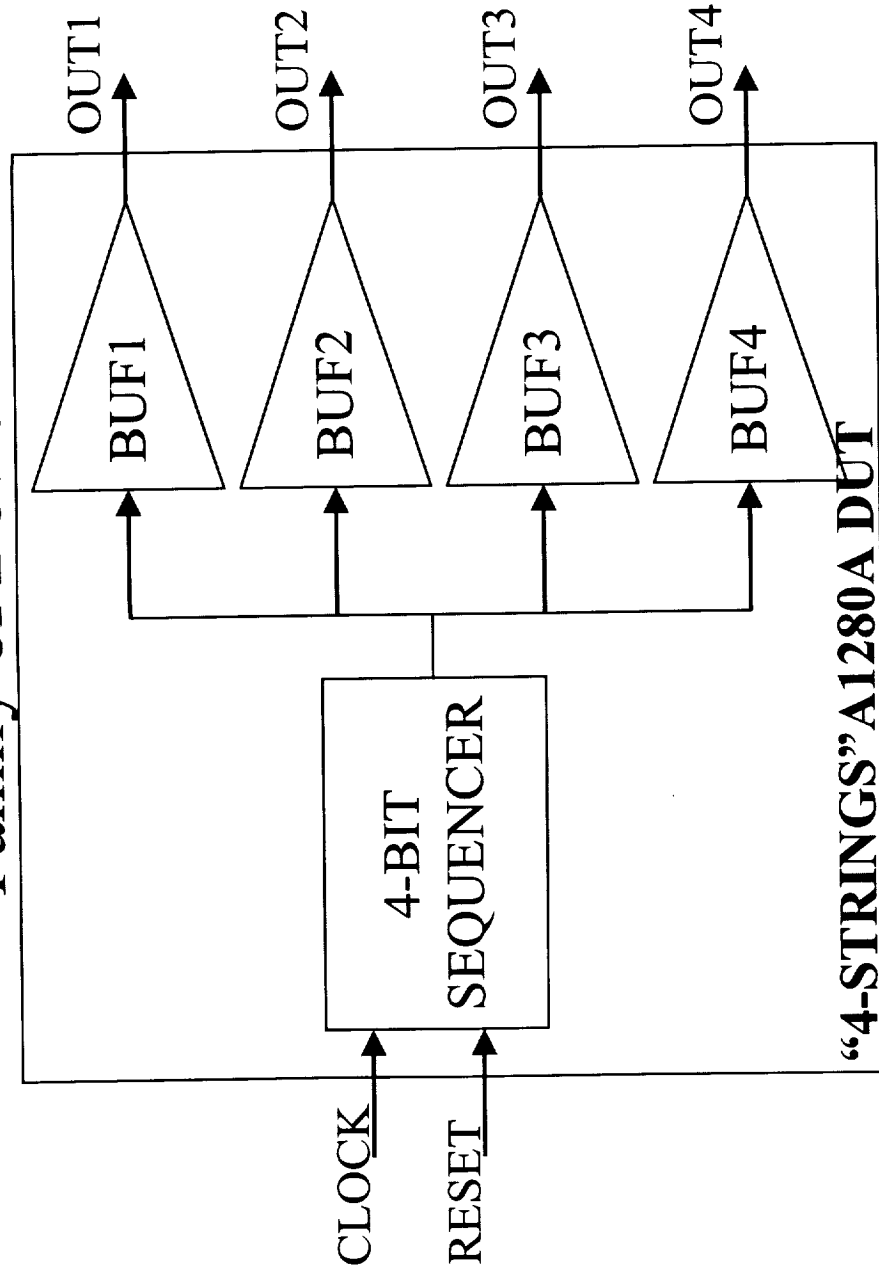 OUT1
OUT2
OUT3
OUT4
BUF1
BUF2
BUF3
BUF4
4-BIT
SEQUENCER
CLOCK
RESET
“4-STRINGS”A1280A DUT